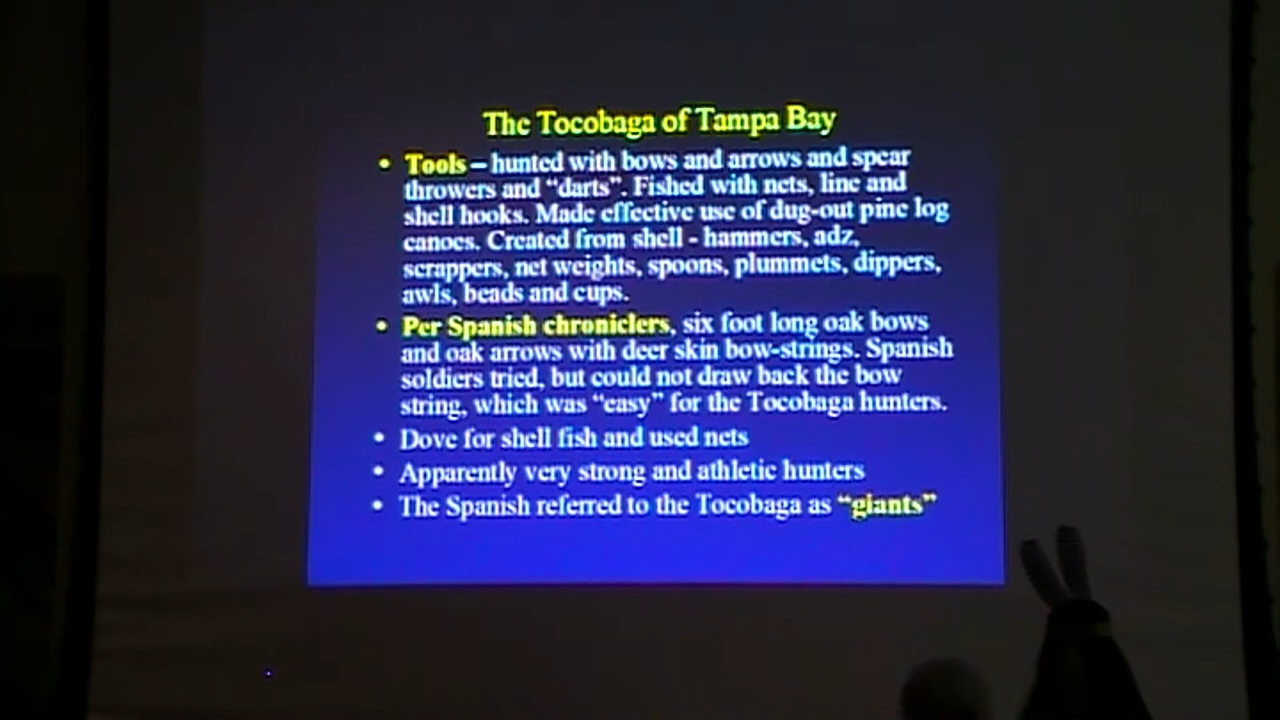 The Tocobaga of Tampa Bay
• Tools – hunted with bows and arrows and spear
throwers and “darts”. Fished with nets, line and
shell hooks. Made effective use of dug-out pine log
canoes. Created from shell - hammers, adz,
scrappers, net weights, spoons, plummets, dippers,
awls, beads and cups.
• Per Spanish chroniclers, six foot long oak bows
and oak arrows with deer skin bow-strings. Spanish
soldiers tried, but could not draw back the bow
string, which was “easy” for the Tocobaga hunters.
• Dove for shell fish and used nets
• Apparently very strong and athletic hunters
• The Spanish referred to the Tocobaga as “giants”